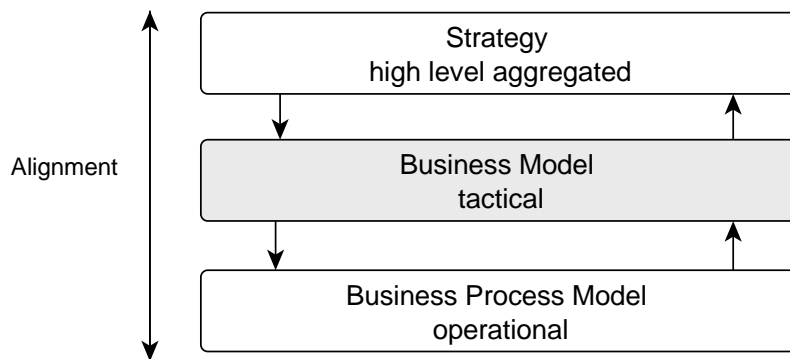 Strategy
high level aggregated
Alignment
Business Model
tactical
Business Process Model
operational